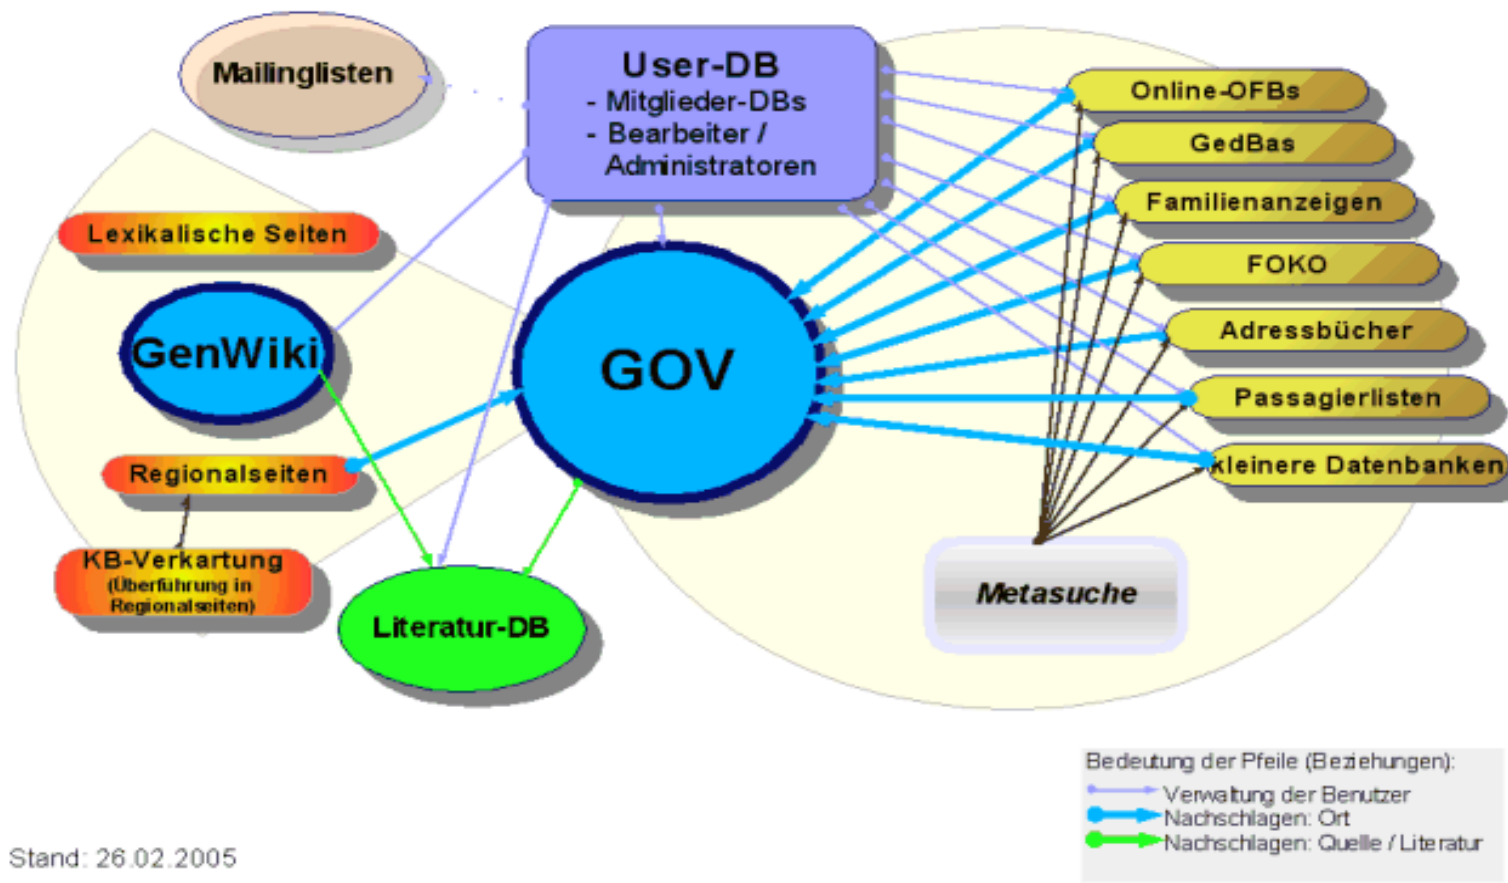 Mailinglisten
User-DB
- Mitglieder-DBs
- Bearbeiter /
Administratoren
Online-OFBs
GedBas
Familienanzeigen
FOKO
Adressbücher
Passagierlisten
kleinere Datenbanken
Lexikalische Seiten
GenWiki
GOV
Regionalseiten
KB-Verkartung
(Überführung in
Regionalseiten)
Literatur-DB
Metasuche
Bedeutung der Pfeile (Beziehungen):
Verwaltung der Benutzer
Nachschlagen: Ort
Nachschlagen: Quelle / Literatur
Stand: 26.02.2005